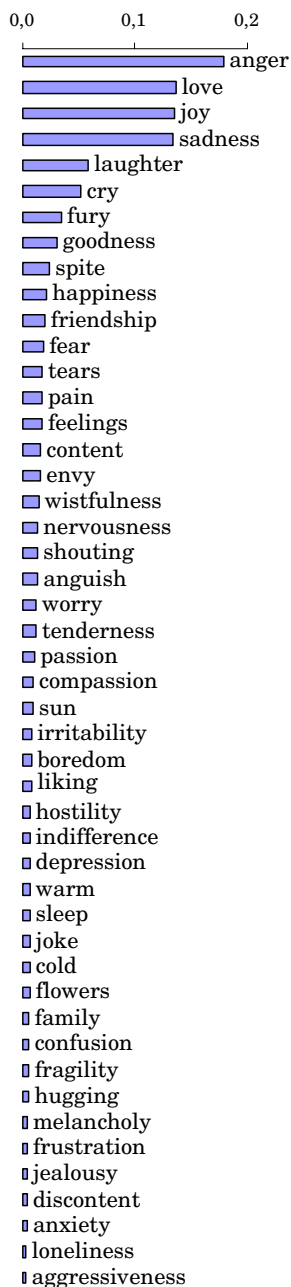 0,0 0,1 0,2
anger
love
joy
sadness
laughter
cry
fury
goodness
spite
happiness
friendship
fear
tears
pain
feelings
content
envy
wistfulness
nervousness
shouting
anguish
worry
tenderness
passion
compassion
sun
irritability
boredom
liking
hostility
indifference
depression
warm
sleep
joke
cold
flowers
family
confusion
fragility
hugging
melancholy
frustration
jealousy
discontent
anxiety
loneliness
aggressiveness